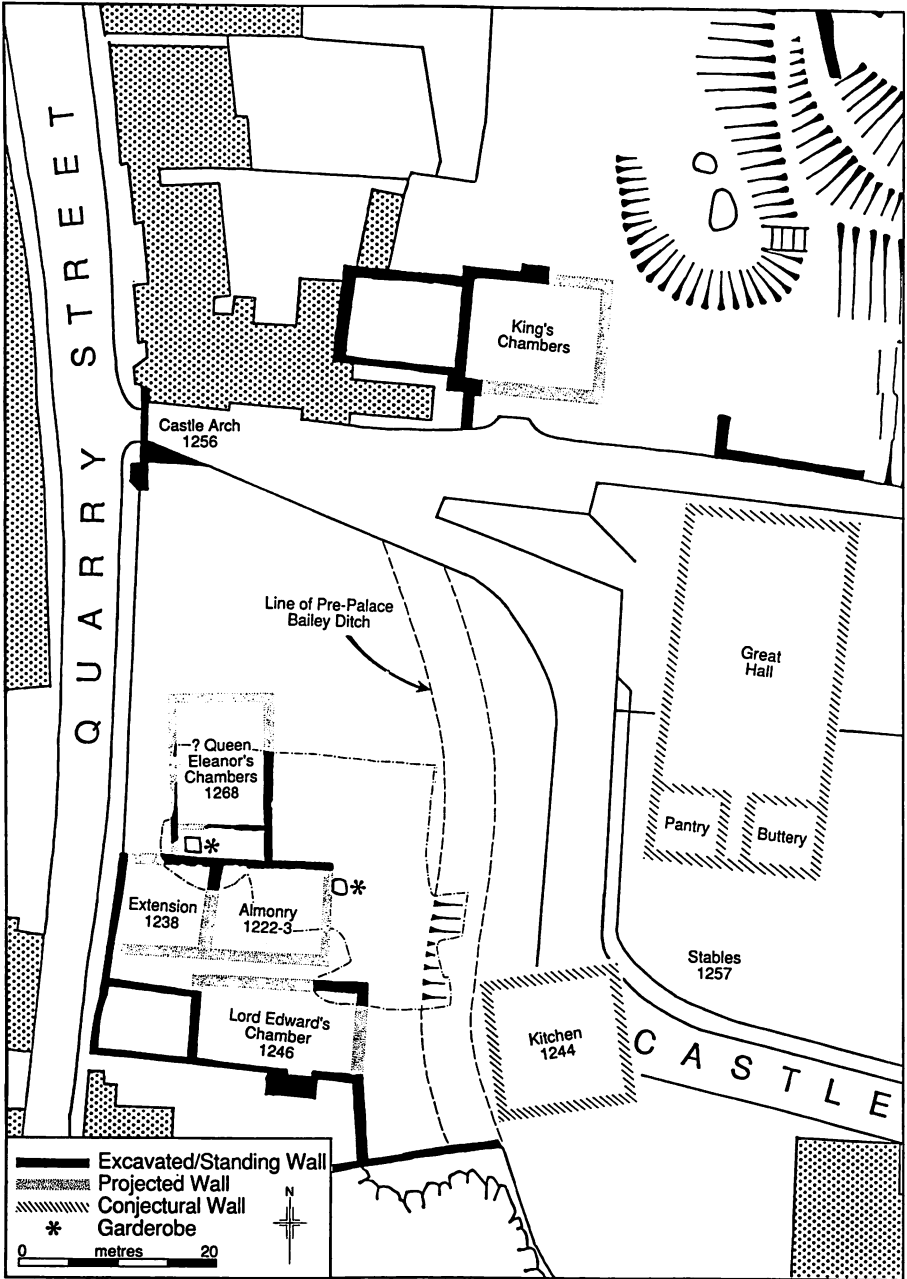 QUARRY STREET
King's
Chambers
Castle Arch
1256
Line of Pre-Palace
Bailey Ditch
Great
Hall
? Queen
Eleanor's
Chambers
1268
Pantry
Buttery
*
*
Extension
1238
Almonry
1222-3
Stables
1257
Lord Edward's
Chamber
1246
Kitchen
1244
CASTLE
Excavated/Standing Wall
Projected Wall
Conjectural Wall
* Garderobe
N
0 metres 20